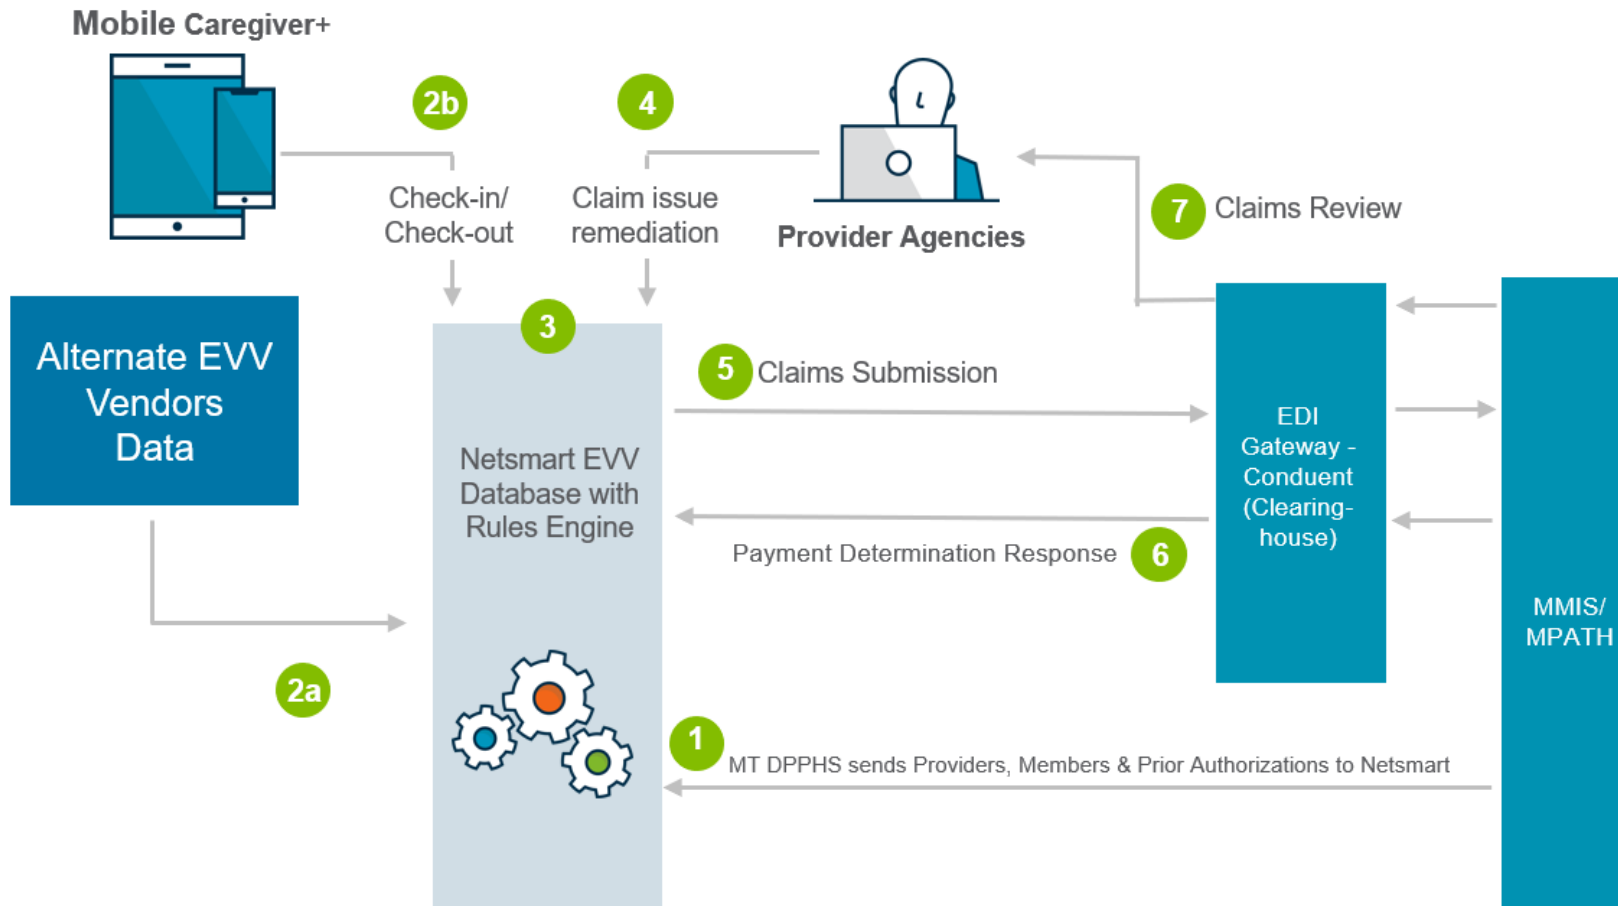 Mobile Caregiver+
2b
4
Check-in/
Check-out
Claim issue
remediation
Provider Agencies
7 Claims Review
Alternate EVV
Vendors
Data
3
5 Claims Submission
Netsmart EVV
Database with
Rules Engine
EDI
Gateway -
Conduent
(Clearing-
house)
Payment Determination Response 6
MMIS/
MPATH
2a
1
MT DPPHS sends Providers, Members & Prior Authorizations to Netsmart